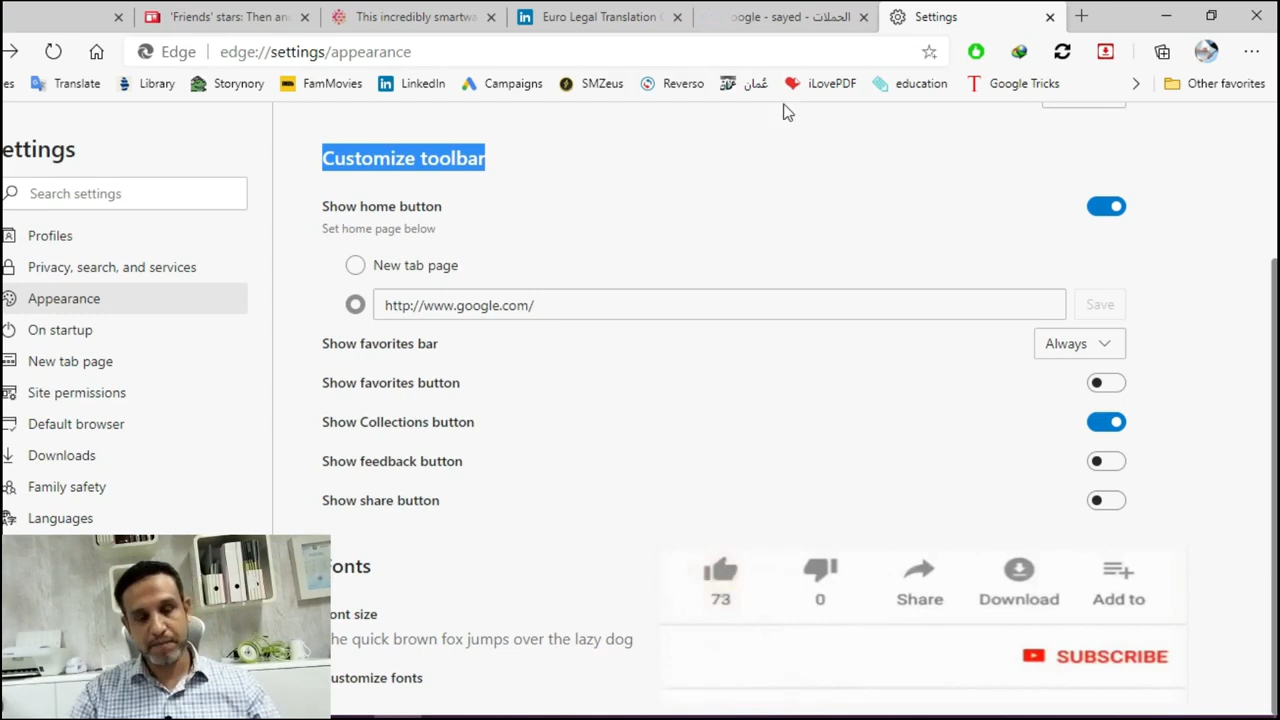 'Friends' stars: Then an
This incredibly smartwa
Euro Legal Translation
oogle - sayed - الحملات
Settings
Edge
edge://settings/appearance
es
Translate
Library
Storynory
FamMovies
LinkedIn
Campaigns
SMZeus
Reverso
عُمان
iLovePDF
education
Google Tricks
Other favorites
ettings
Search settings
Profiles
Privacy, search, and services
Appearance
On startup
New tab page
Site permissions
Default browser
Downloads
Family safety
Languages
Customize toolbar
Show home button
Set home page below
New tab page
http://www.google.com/
Save
Show favorites bar
Always
Show favorites button
Show Collections button
Show feedback button
Show share button
onts
ont size
he quick brown fox jumps over the lazy dog
ustomize fonts
73
0
Share
Download
Add to
SUBSCRIBE